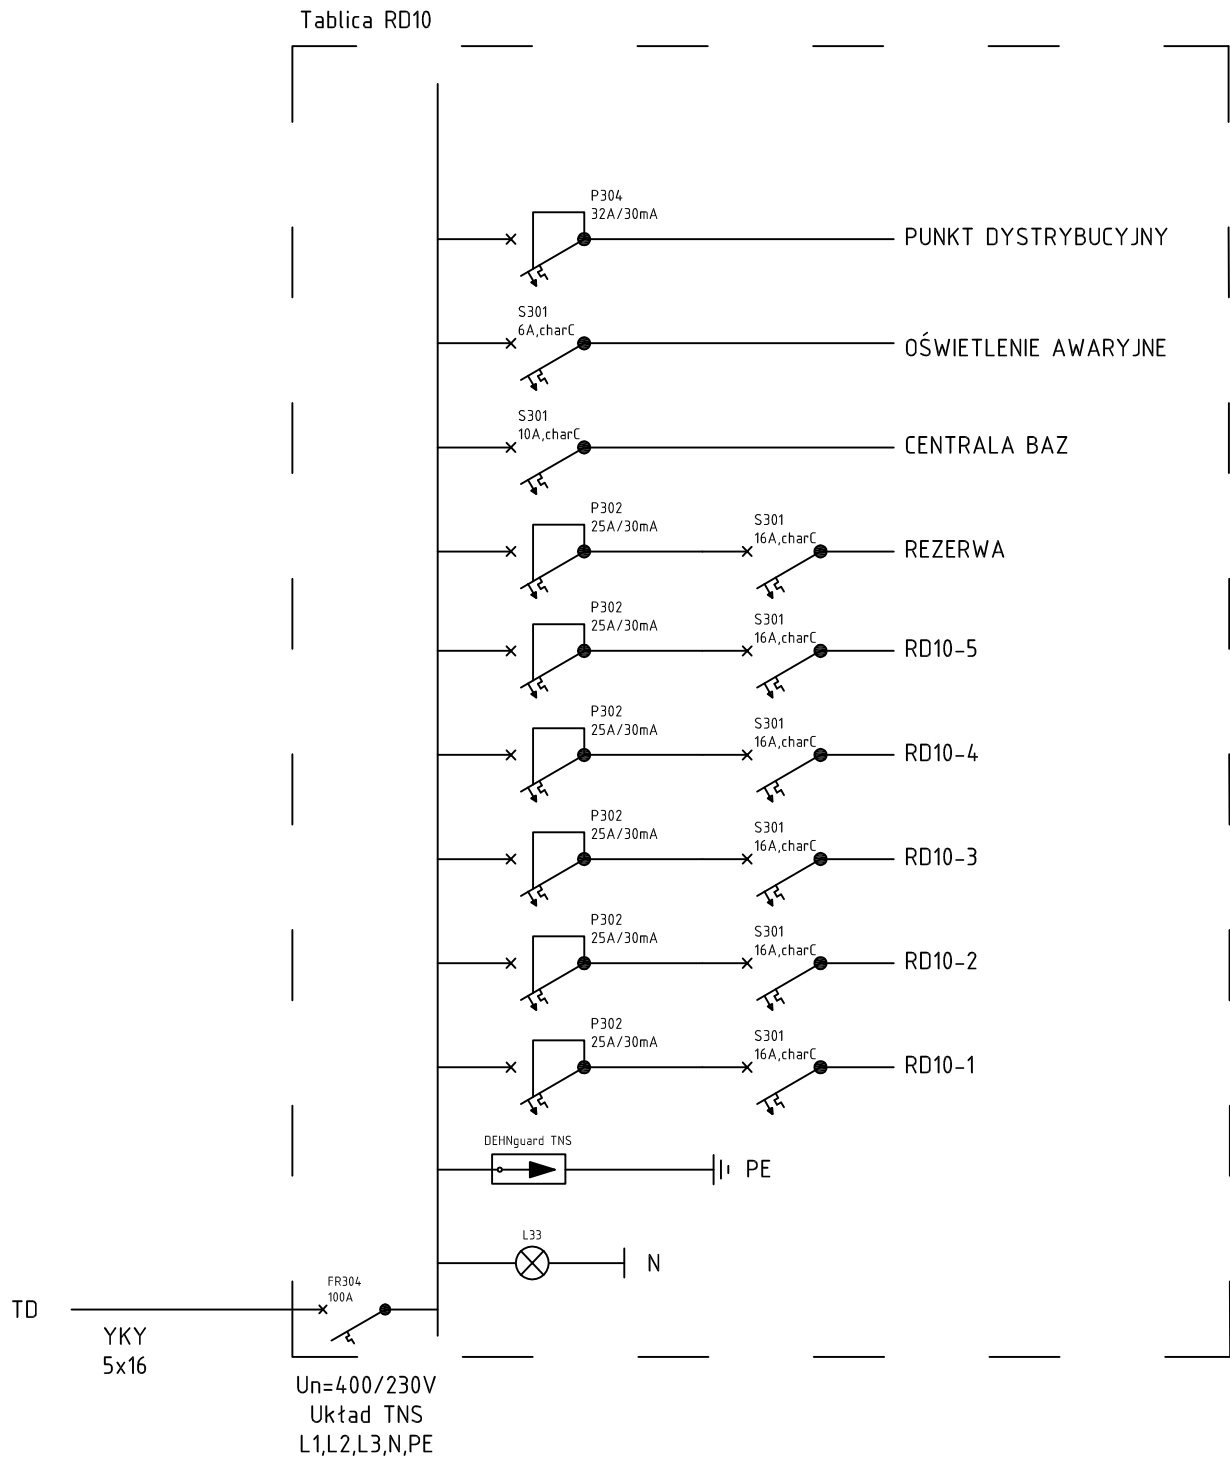 Tablica RD10
P304
32A/30mA
PUNKT DYSTRYBUCYJNY
S301
6A,charC
OŚWIETLENIE AWARYJNE
S301
10A,charC
CENTRALA BAZ
P302
25A/30mA
S301
16A,charC
REZERWA
P302
25A/30mA
S301
16A,charC
RD10-5
P302
25A/30mA
S301
16A,charC
RD10-4
P302
25A/30mA
S301
16A,charC
RD10-3
P302
25A/30mA
S301
16A,charC
RD10-2
P302
25A/30mA
S301
16A,charC
RD10-1
DEHNguard TNS
PE
L33
N
FR304
100A
TD
YKY
5x16
Un=400/230V
Układ TNS
L1,L2,L3,N,PE